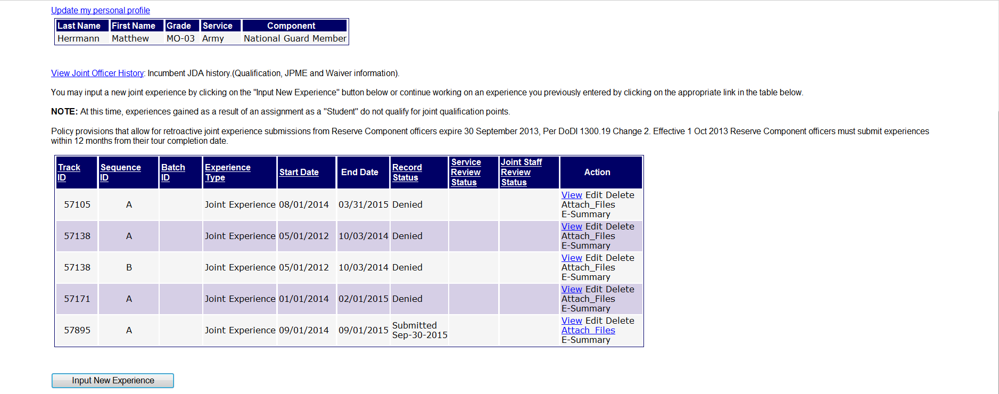 Update my personal profile
Last Name First Name Grade Service Component
Herrmann Matthew MO-03 Army National Guard Member
View Joint Officer History: Incumbent JDA history.(Qualification, JPME and Waiver information).
You may input a new joint experience by clicking on the "Input New Experience" button below or continue working on an experience you previously entered by clicking on the appropriate link in the table below.
NOTE: At this time, experiences gained as a result of an assignment as a "Student" do not qualify for joint qualification points.
Policy provisions that allow for retroactive joint experience submissions from Reserve Component officers expire 30 September 2013, Per DoDI 1300.19 Change 2. Effective 1 Oct 2013 Reserve Component officers must submit experiences
within 12 months from their tour completion date.
Track ID Sequence ID Batch ID Experience Type Start Date End Date Record Status Service Review Status Joint Staff Review Status Action
57105 A Joint Experience 08/01/2014 03/31/2015 Denied View Edit Delete
Attach_Files
E-Summary
57138 A Joint Experience 05/01/2012 10/03/2014 Denied View Edit Delete
Attach_Files
E-Summary
57138 B Joint Experience 05/01/2012 10/03/2014 Denied View Edit Delete
Attach_Files
E-Summary
57171 A Joint Experience 01/01/2014 02/01/2015 Denied View Edit Delete
Attach_Files
E-Summary
57895 A Joint Experience 09/01/2014 09/01/2015 Submitted Sep-30-2015 View Edit Delete
Attach_Files
E-Summary
Input New Experience